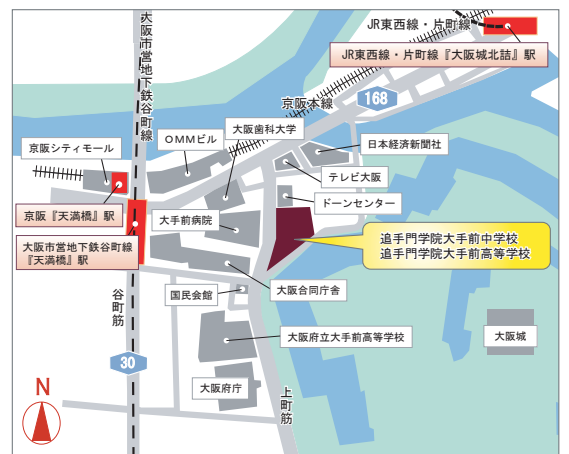 大阪市営地下鉄谷町線
JR東西線・片町線
JR東西線・片町線『大阪城北詰』駅
京阪本線
168
大阪歯科大学
OMMビル
日本経済新聞社
京阪シティモール
テレビ大阪
ドーンセンター
京阪『天満橋』駅
大手前病院
追手門学院大手前中学校
追手門学院大手前高等学校
大阪市営地下鉄谷町線
『天満橋』駅
大阪合同庁舎
国民会館
谷町筋
大阪府立大手前高等学校
大阪城
30
大阪府庁
上町筋
N